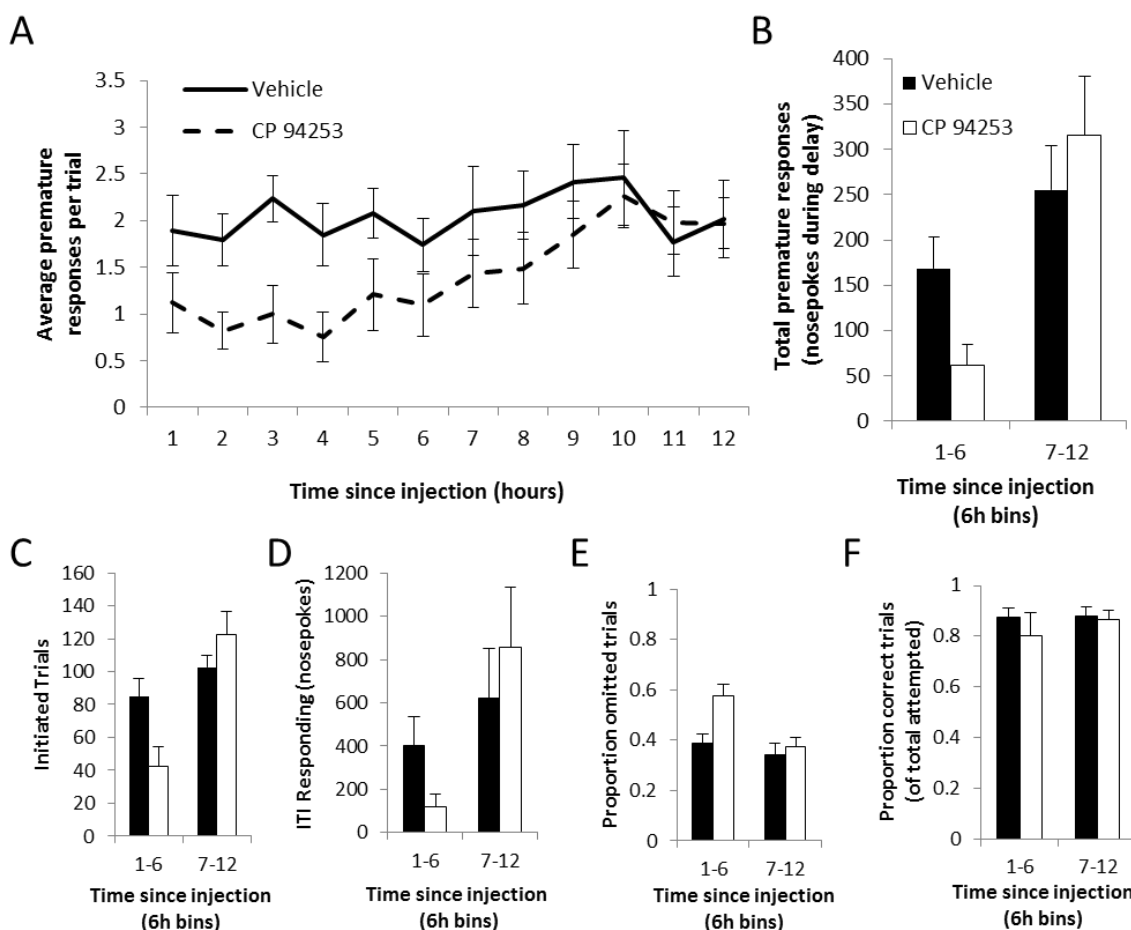 A
Average premature
responses per trial
3.5
3
2.5
2
1.5
1
0.5
0
Vehicle
CP 94253
1 2 3 4 5 6 7 8 9 10 11 12
Time since injection (hours)
B
Total premature responses
(nosepokes during delay)
400
350
300
250
200
150
100
50
0
Vehicle
CP 94253
1-6 7-12
Time since injection
(6h bins)
C
Initiated Trials
160
140
120
100
80
60
40
20
0
1-6 7-12
Time since injection
(6h bins)
D
ITI Responding (nosepokes)
1200
1000
800
600
400
200
0
1-6 7-12
Time since injection
(6h bins)
E
Proportion omitted trials
1
0.8
0.6
0.4
0.2
0
1-6 7-12
Time since injection
(6h bins)
F
Proportion correct trials
(of total attempted)
1
0.8
0.6
0.4
0.2
0
1-6 7-12
Time since injection
(6h bins)